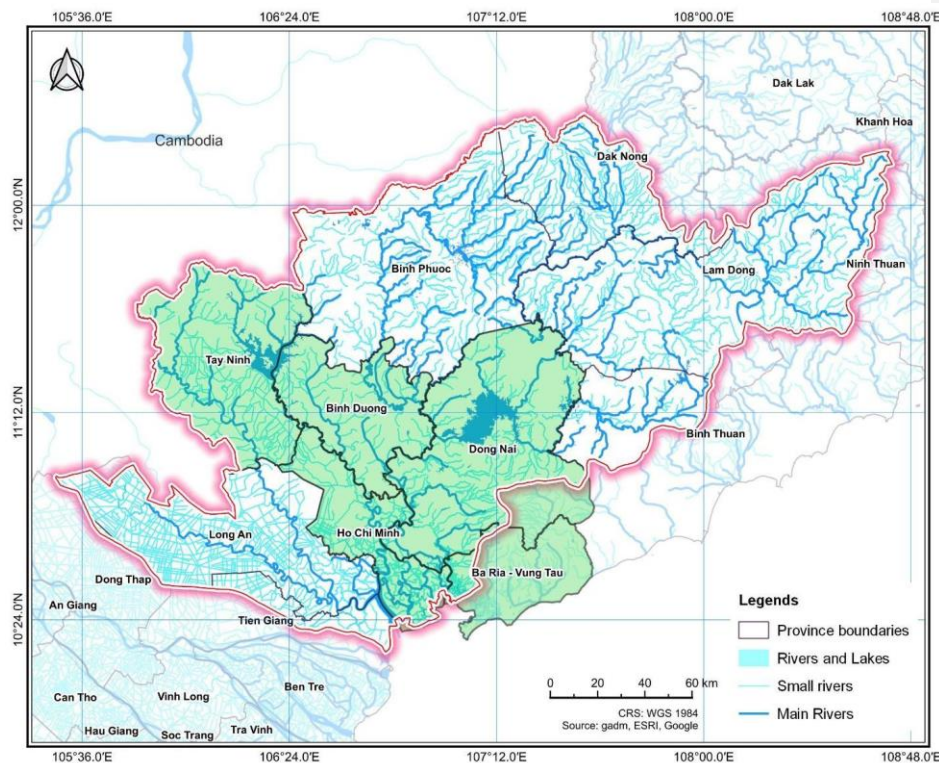 105°36.0'E 106°24.0'E 107°12.0'E 108°00.0'E 108°48.0'E
Dak Lak
Khanh Hoa
Cambodia
Dak Nong
12°00.0'N
Binh Phuoc
Lam Dong
Ninh Thuan
Tay Ninh
Binh Duong
11°12.0'N
Binh Thuan
Dong Nai
Long An
Ho Chi Minh
Ba Ria - Vung Tau
Dong Thap
An Giang
Tien Giang
10°24.0'N
Ben Tre
Can Tho
Vinh Long
Hau Giang
Soc Trang
Tra Vinh
Legends
Province boundaries
Rivers and Lakes
Small rivers
Main Rivers
0 20 40 60 km
CRS: WGS 1984
Source: gadm, ESRI, Google
105°36.0'E 106°24.0'E 107°12.0'E 108°00.0'E 108°48.0'E